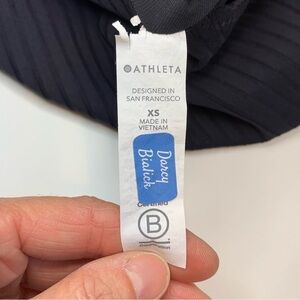 ATHLETA
DESIGNED IN
SAN FRANCISCO
XS
MADE IN
VIETNAM
Darcy
Bialick
Certified
B